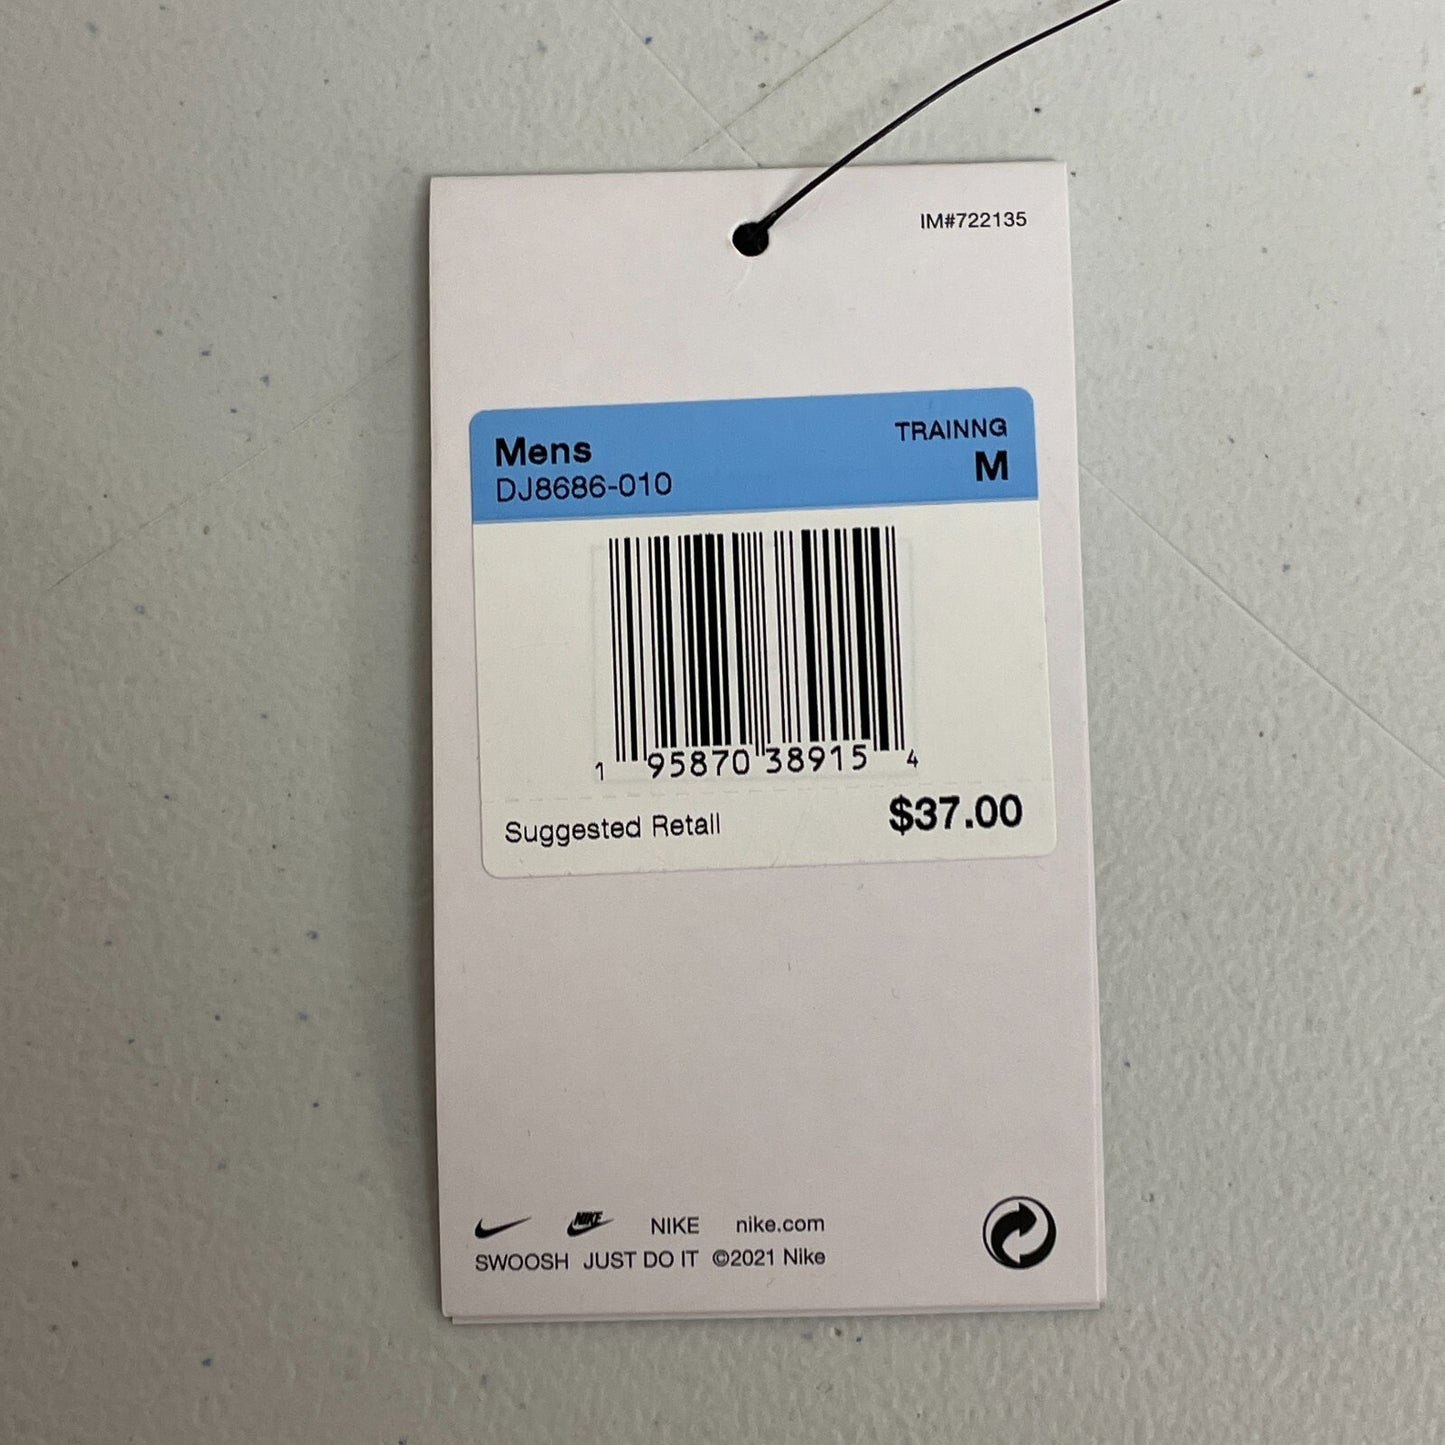 IM#722135
Mens TRAINNG
DJ8686-010 M
1 95870 38915 4
Suggested Retail $37.00
NIKE NIKE nike.com
SWOOSH JUST DO IT ©2021 Nike